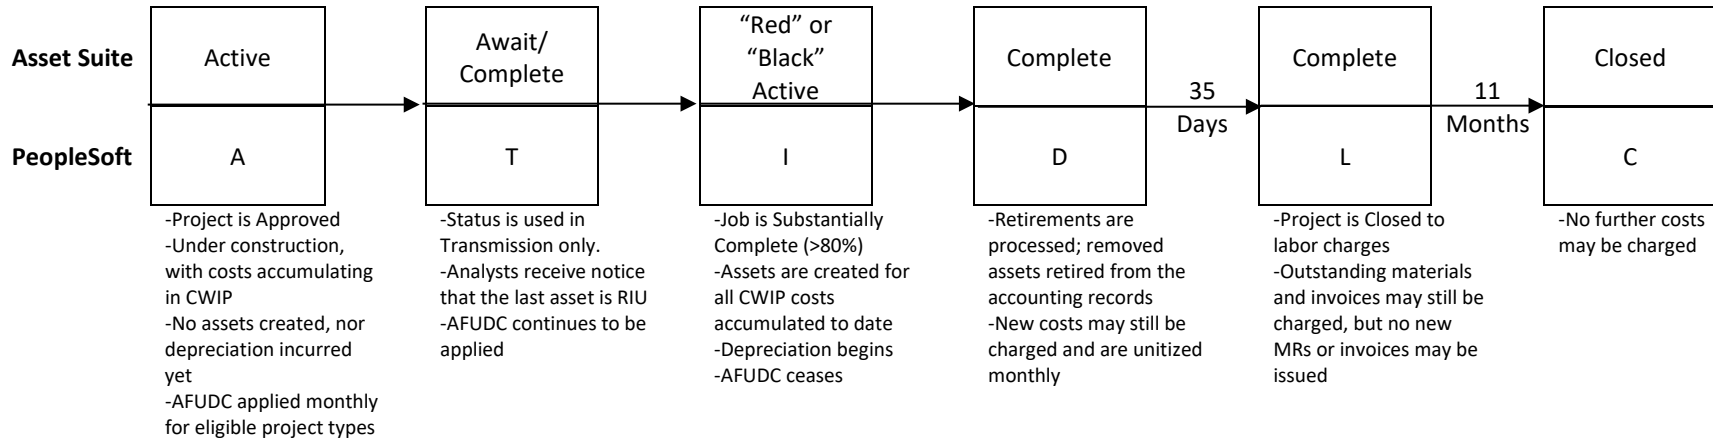 Asset Suite
Active
Await/
Complete
“Red” or
“Black”
Active
Complete
35
Days
Complete
11
Months
Closed
PeopleSoft
A
T
I
D
L
C
-Project is Approved
-Under construction,
with costs accumulating
in CWIP
-No assets created, nor
depreciation incurred
yet
-AFUDC applied monthly
for eligible project types
-Status is used in
Transmission only.
-Analysts receive notice
that the last asset is RIU
-AFUDC continues to be
applied
-Job is Substantially
Complete (>80%)
-Assets are created for
all CWIP costs
accumulated to date
-Depreciation begins
-AFUDC ceases
-Retirements are
processed; removed
assets retired from the
accounting records
-New costs may still be
charged and are unitized
monthly
-Project is Closed to
labor charges
-Outstanding materials
and invoices may still be
charged, but no new
MRs or invoices may be
issued
-No further costs
may be charged